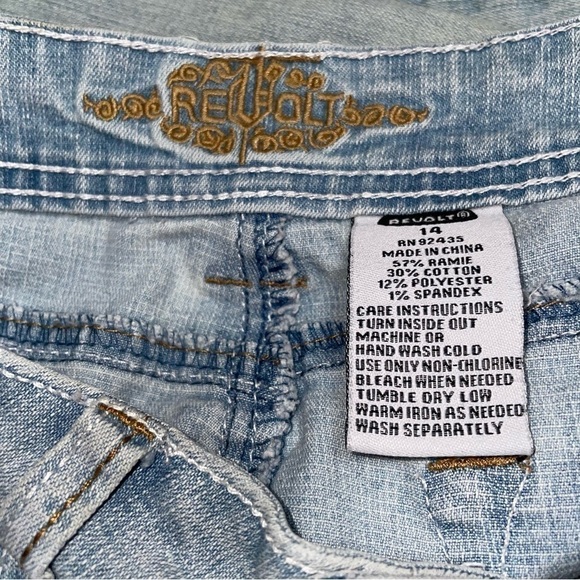 REVOLT
REVOLT®
14
RN 92435
MADE IN CHINA
57% RAMIE
30% COTTON
12% POLYESTER
1% SPANDEX
CARE INSTRUCTIONS
TURN INSIDE OUT
MACHINE OR
HAND WASH COLD
USE ONLY NON-CHLORINE
BLEACH WHEN NEEDED
TUMBLE DRY LOW
WARM IRON AS NEEDED
WASH SEPARATELY